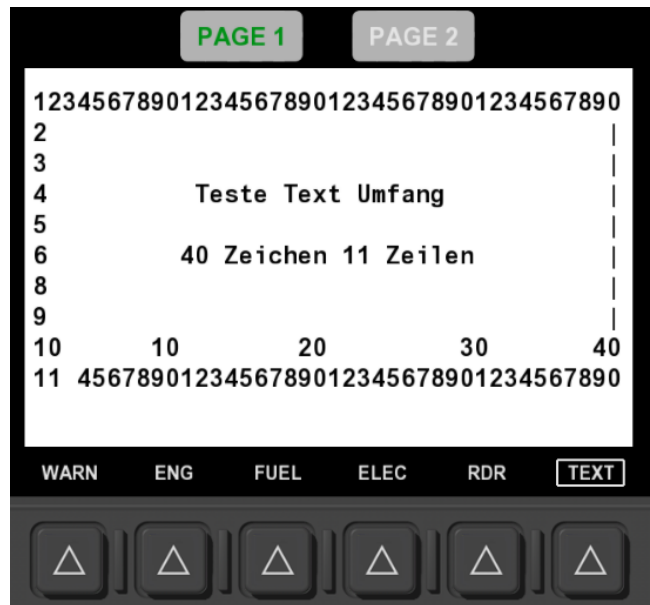 PAGE 1 PAGE 2
1234567890123456789012345678901234567890
2 |
3 |
4 Teste Text Umfang |
5 |
6 40 Zeichen 11 Zeilen |
8 |
9 |
10 10 20 30 40
11 4567890123456789012345678901234567890
WARN ENG FUEL ELEC RDR TEXT